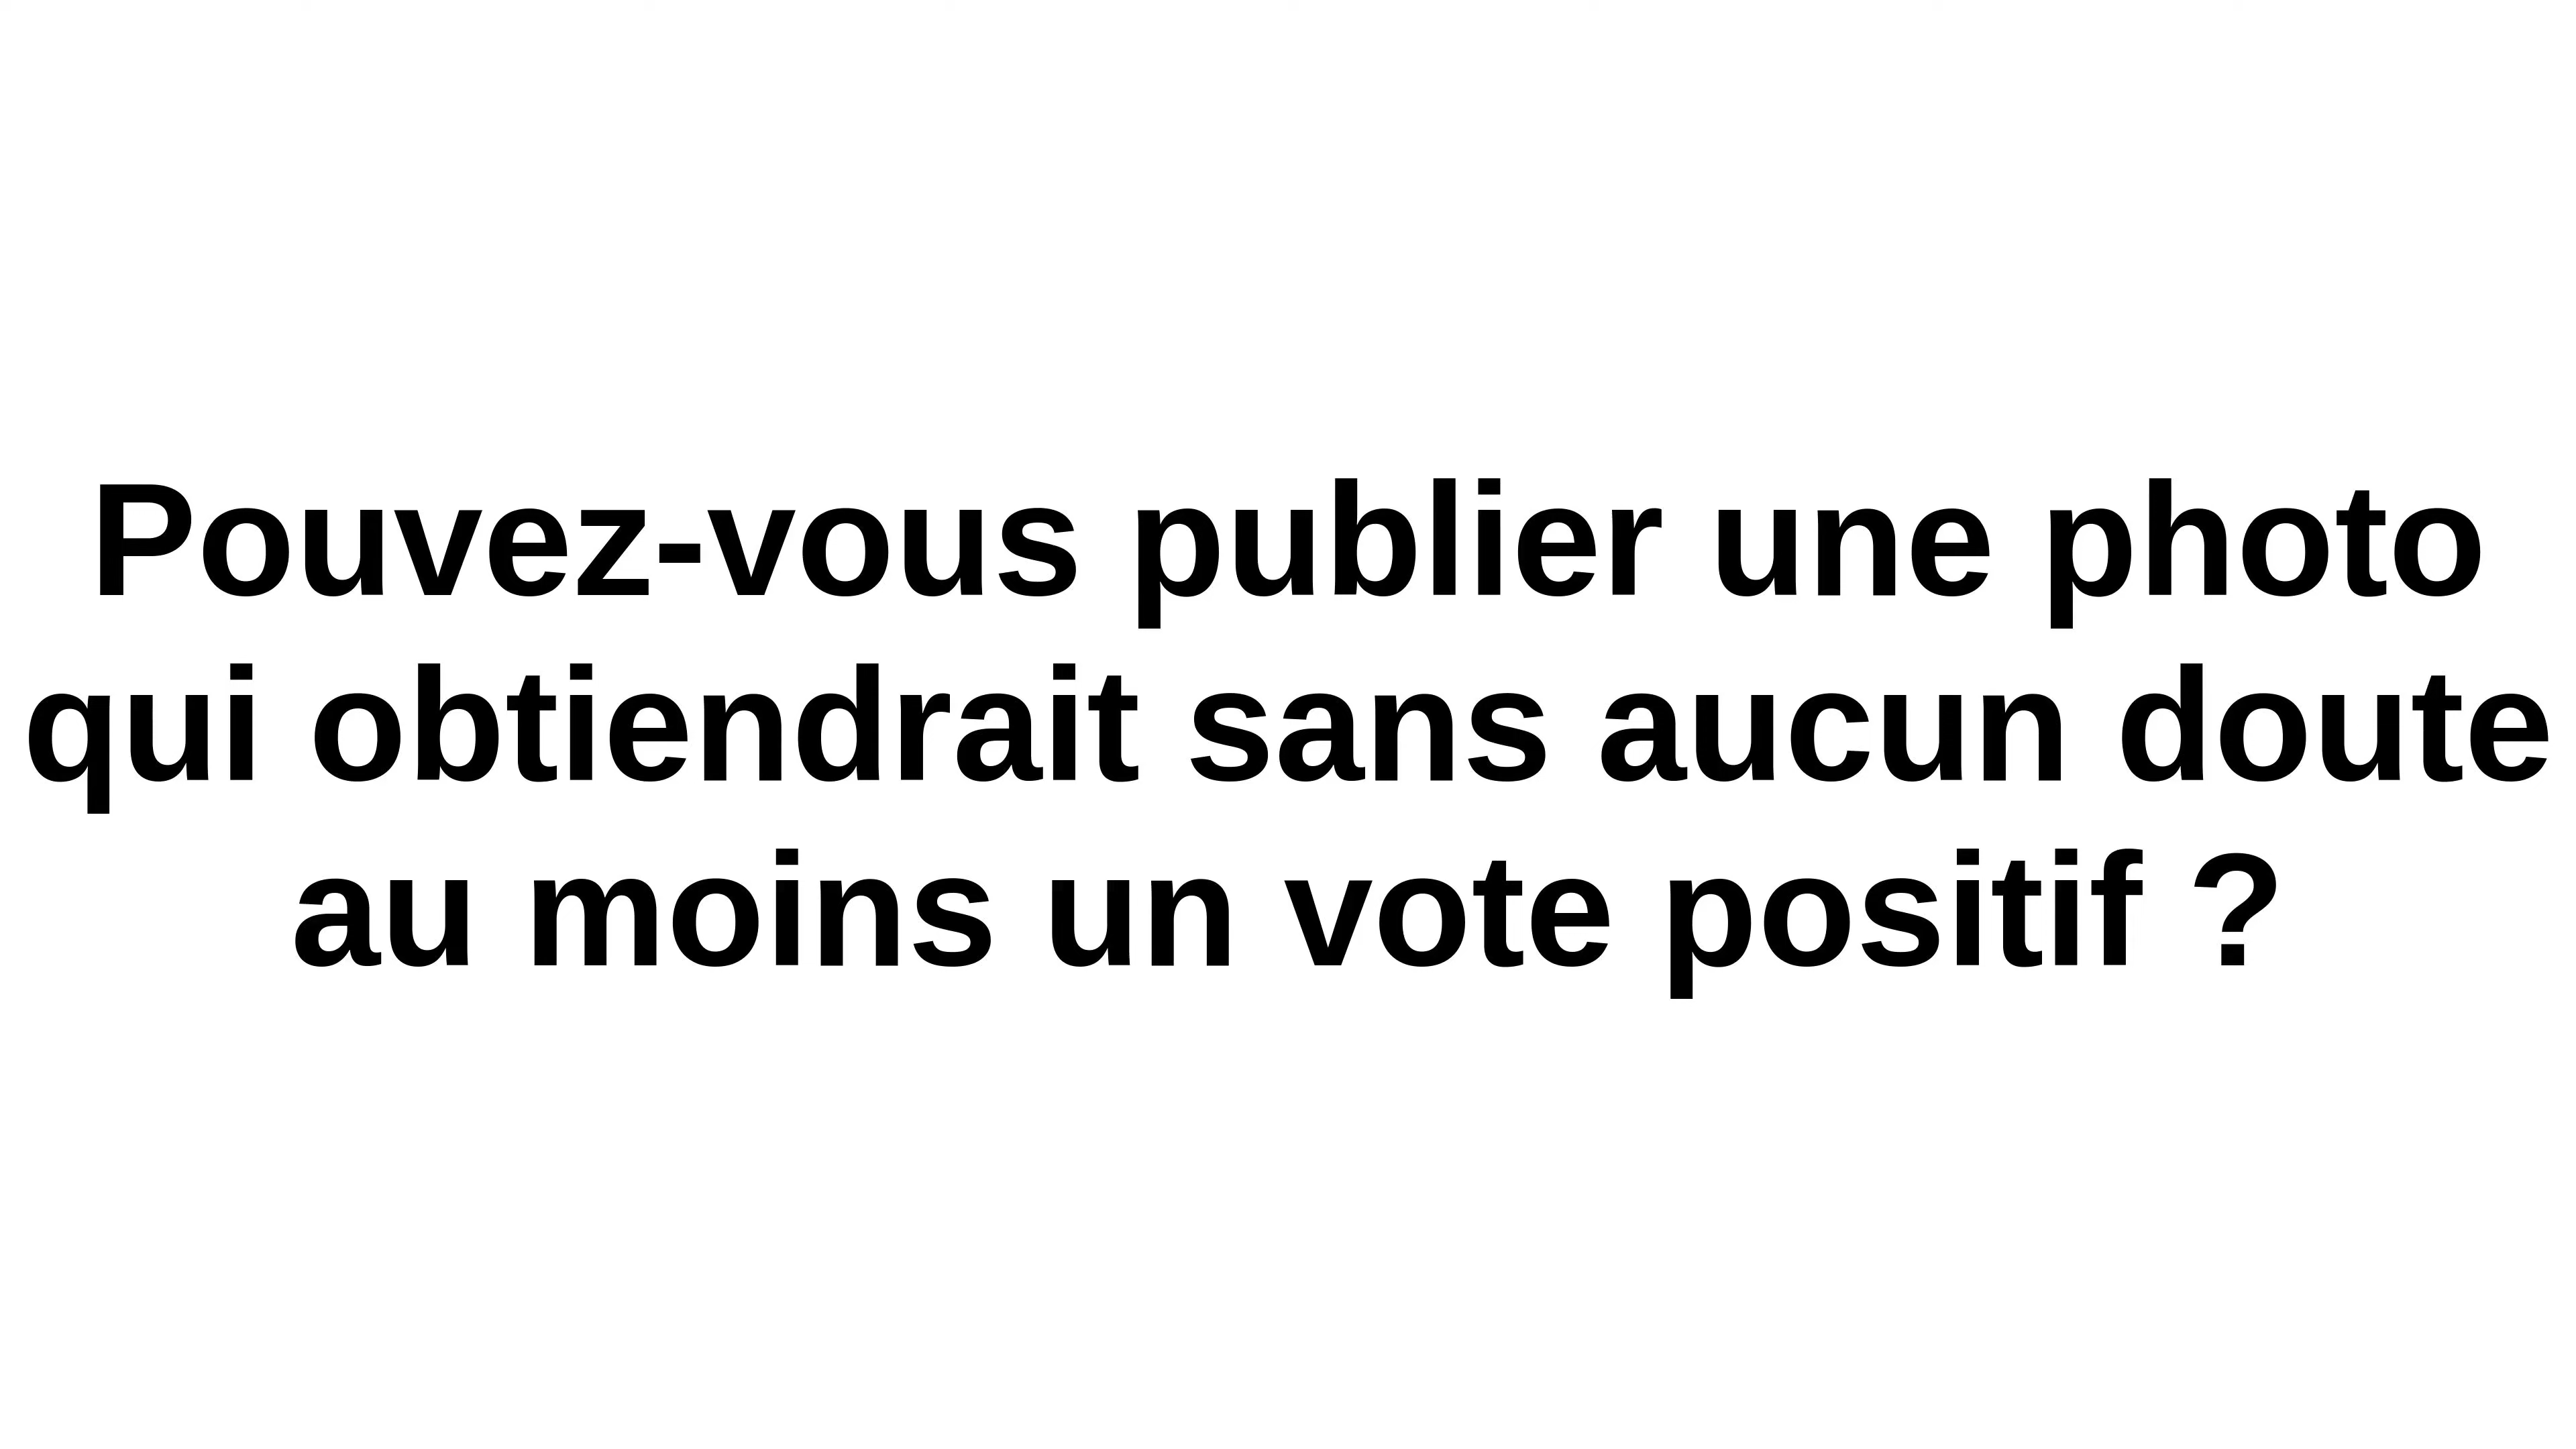 Pouvez-vous publier une photo
qui obtiendrait sans aucun doute
au moins un vote positif ?